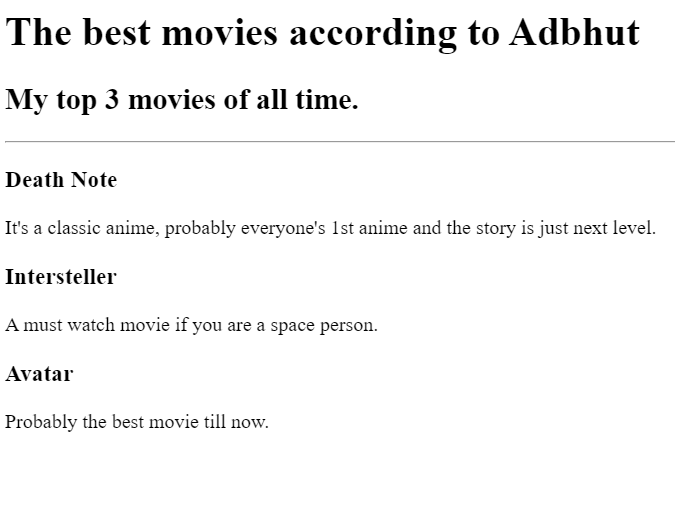 The best movies according to Adbhut
My top 3 movies of all time.
Death Note
It's a classic anime, probably everyone's 1st anime and the story is just next level.
Intersteller
A must watch movie if you are a space person.
Avatar
Probably the best movie till now.